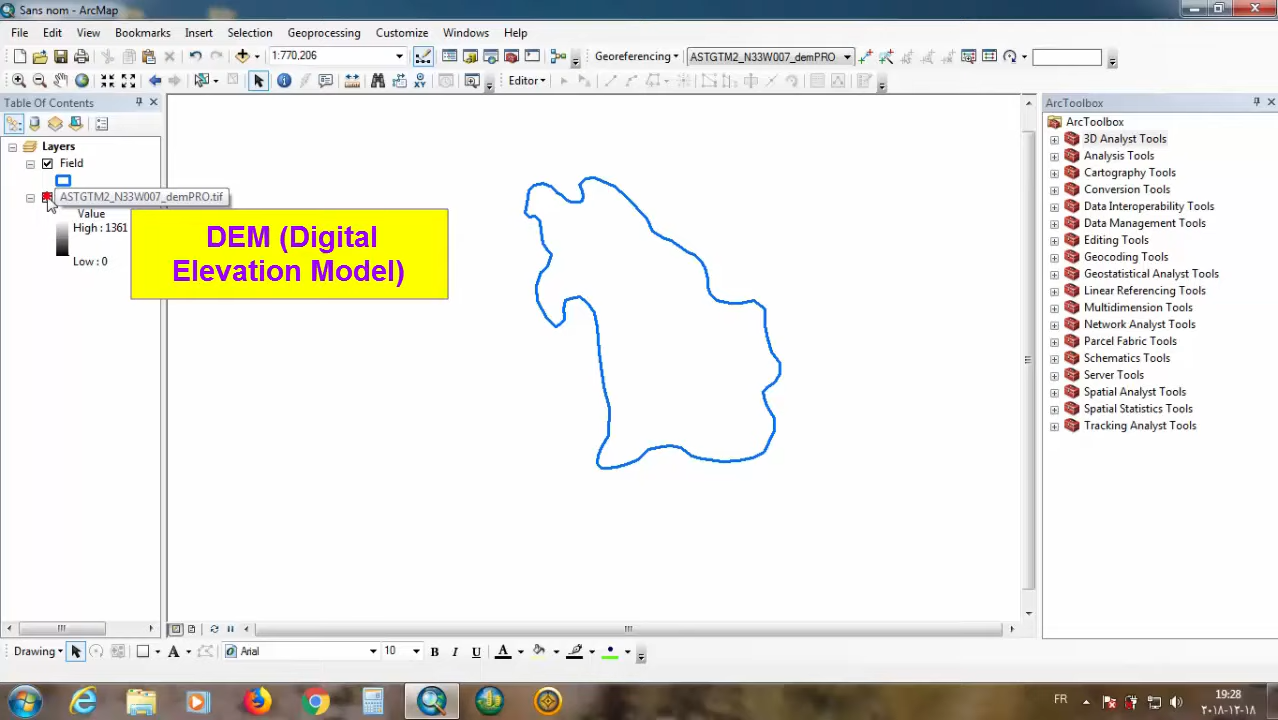 Sans nom - ArcMap
File Edit View Bookmarks Insert Selection Geoprocessing Customize Windows Help
1:770,206 Georeferencing ASTGTM2_N33W007_demPRO
Editor
Table Of Contents
ArcToolbox
Layers
Field
ASTGTM2_N33W007_demPRO.tif
Value
High : 1361
Low : 0
DEM (Digital
Elevation Model)
ArcToolbox
3D Analyst Tools
Analysis Tools
Cartography Tools
Conversion Tools
Data Interoperability Tools
Data Management Tools
Editing Tools
Geocoding Tools
Geostatistical Analyst Tools
Linear Referencing Tools
Multidimension Tools
Network Analyst Tools
Parcel Fabric Tools
Schematics Tools
Server Tools
Spatial Analyst Tools
Spatial Statistics Tools
Tracking Analyst Tools
Drawing A Arial 10 B I U A
FR 19:28
٢٠١٨-١٢-١٨